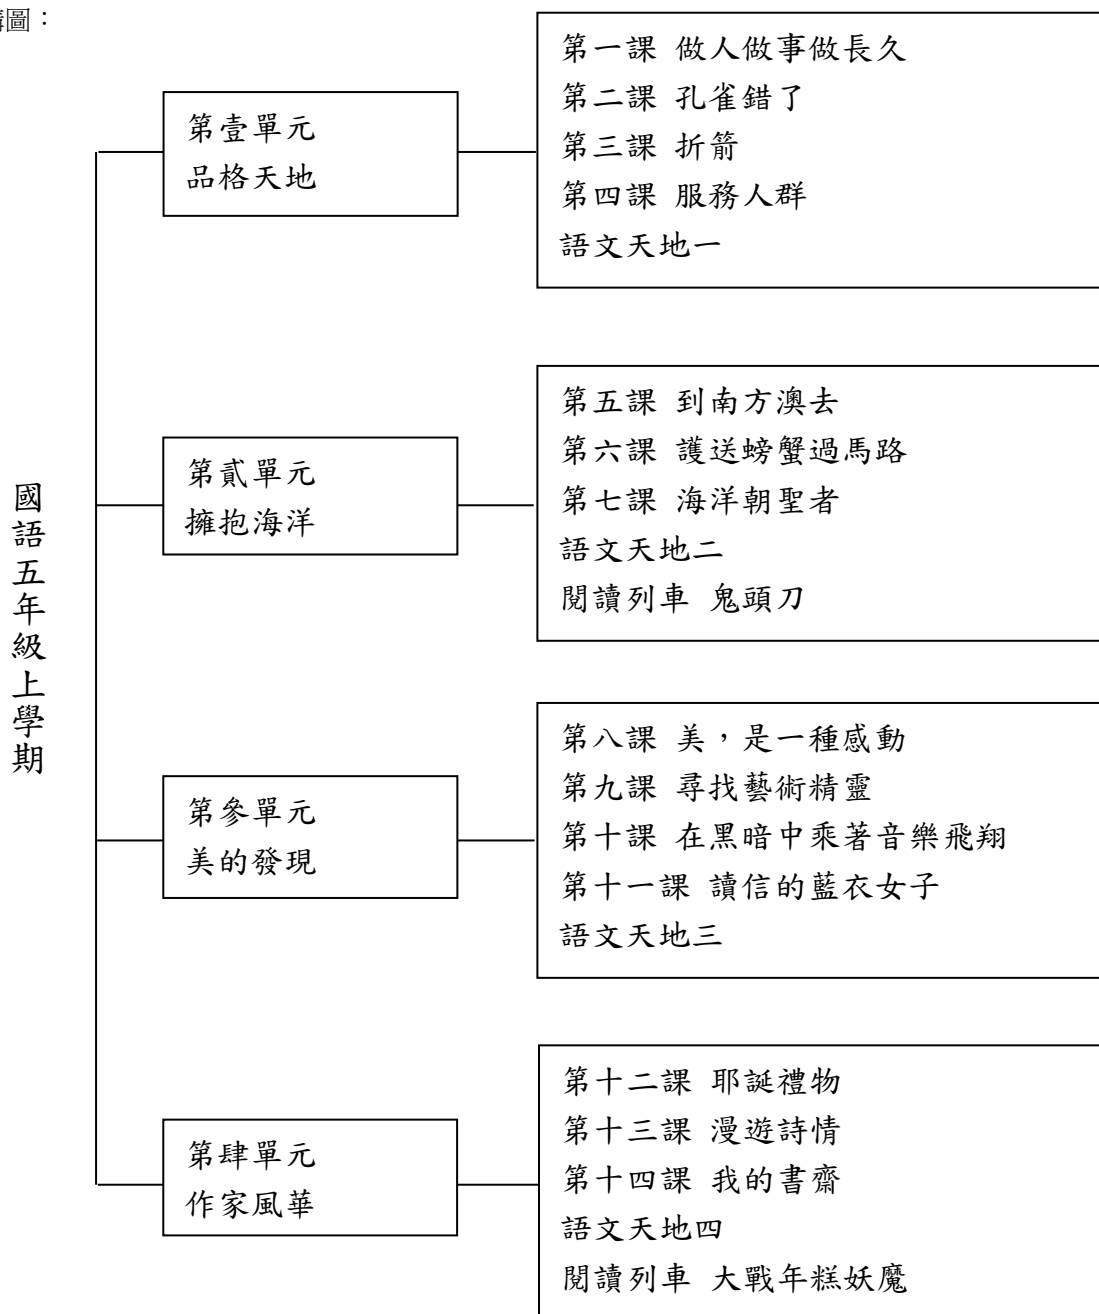 構圖：
國語五年級上學期
第壹單元
品格天地
第一課 做人做事做長久
第二課 孔雀錯了
第三課 折箭
第四課 服務人群
語文天地一
第貳單元
擁抱海洋
第五課 到南方澳去
第六課 護送螃蟹過馬路
第七課 海洋朝聖者
語文天地二
閱讀列車 鬼頭刀
第參單元
美的發現
第八課 美，是一種感動
第九課 尋找藝術精靈
第十課 在黑暗中乘著音樂飛翔
第十一課 讀信的藍衣女子
語文天地三
第肆單元
作家風華
第十二課 耶誕禮物
第十三課 漫遊詩情
第十四課 我的書齋
語文天地四
閱讀列車 大戰年糕妖魔